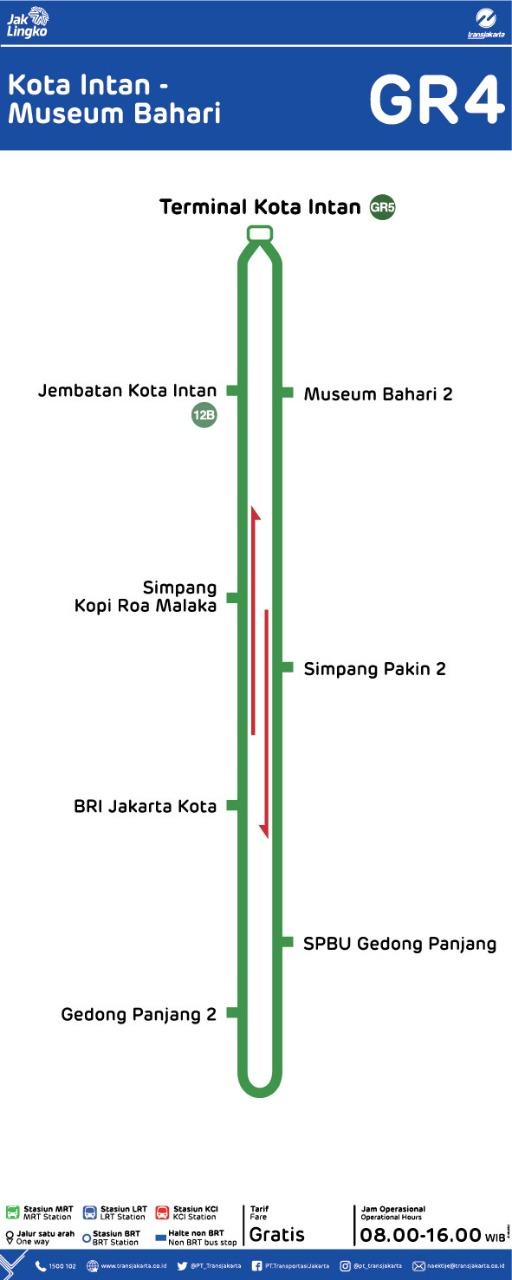 Jak
Lingko
transjakarta
Kota Intan -
Museum Bahari
GR4
Terminal Kota Intan GR5
Jembatan Kota Intan
12B
Museum Bahari 2
Simpang
Kopi Roa Malaka
Simpang Pakin 2
BRI Jakarta Kota
SPBU Gedong Panjang
Gedong Panjang 2
Stasiun MRT
MRT Station
Stasiun LRT
LRT Station
Stasiun KCI
KCI Station
Jalur satu arah
One way
Stasiun BRT
BRT Station
Halte non BRT
Non BRT bus stop
Tarif
Fare
Gratis
Jam Operasional
Operational Hours
08.00-16.00 WIB
1500 102
www.transjakarta.co.id
@PT_Transjakarta
PT.TransportasiJakarta
@pt_transjakarta
naektije@transjakarta.co.id